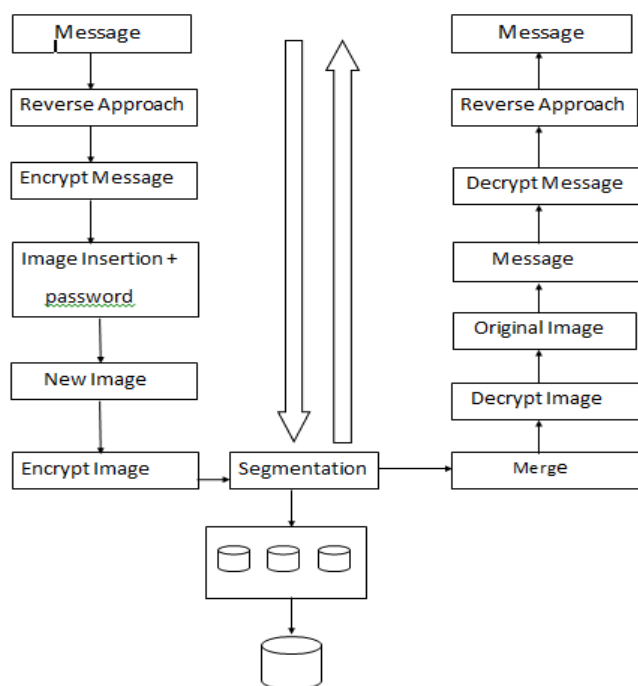 Message
Reverse Approach
Encrypt Message
Image Insertion +
password
New Image
Encrypt Image
Segmentation
Merge
Decrypt Image
Original Image
Message
Decrypt Message
Reverse Approach
Message